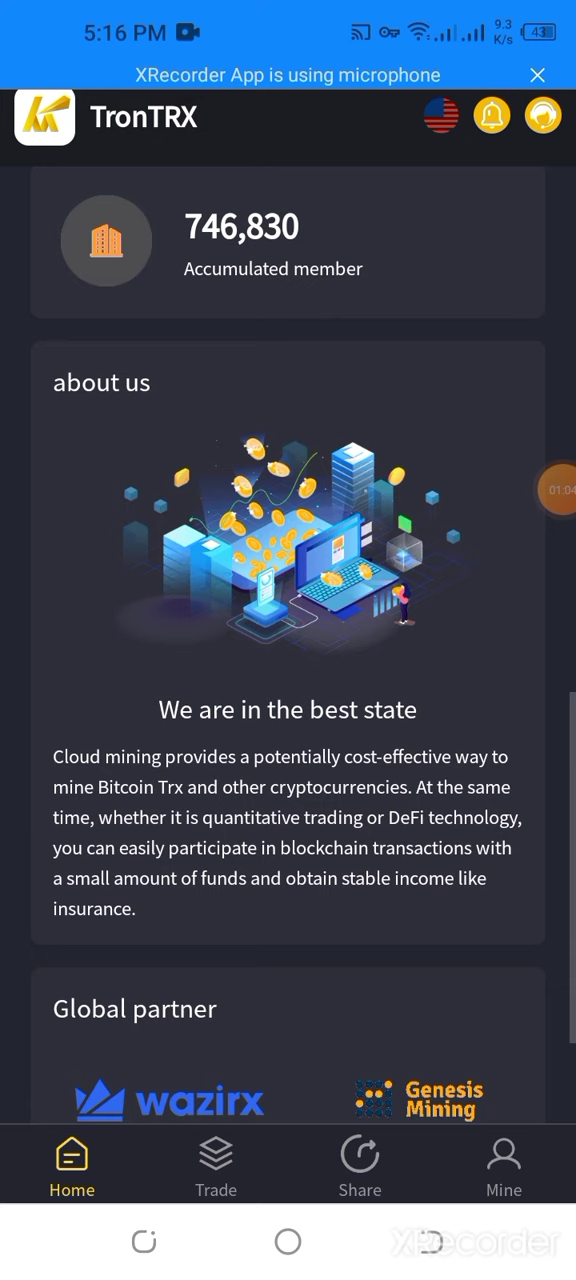 5:16 PM
9.3
K/s
43
XRecorder App is using microphone
TronTRX
746,830
Accumulated member
about us
01:04
We are in the best state
Cloud mining provides a potentially cost-effective way to
mine Bitcoin Trx and other cryptocurrencies. At the same
time, whether it is quantitative trading or DeFi technology,
you can easily participate in blockchain transactions with
a small amount of funds and obtain stable income like
insurance.
Global partner
wazirx
Genesis
Mining
Home
Trade
Share
Mine
XRecorder